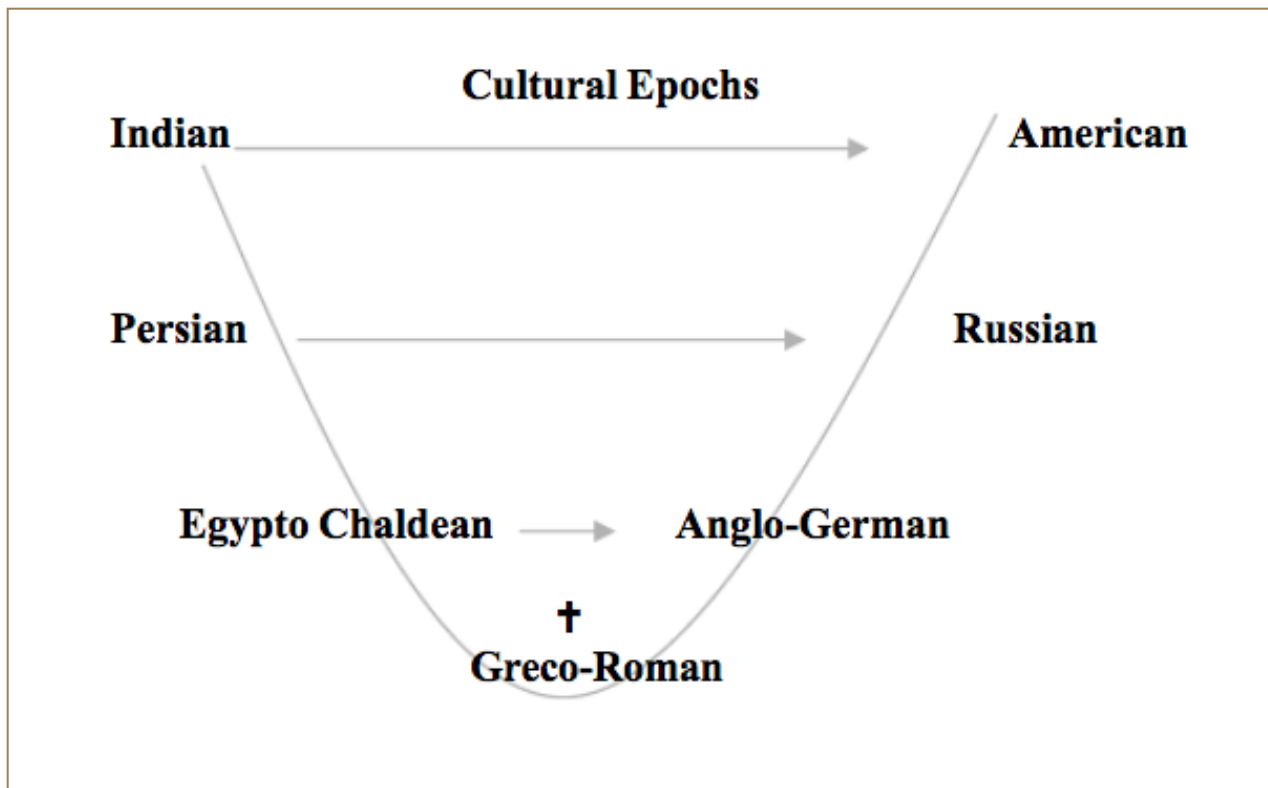 Cultural Epochs
Indian American
Persian Russian
Egypto Chaldean Anglo-German
✝
Greco-Roman